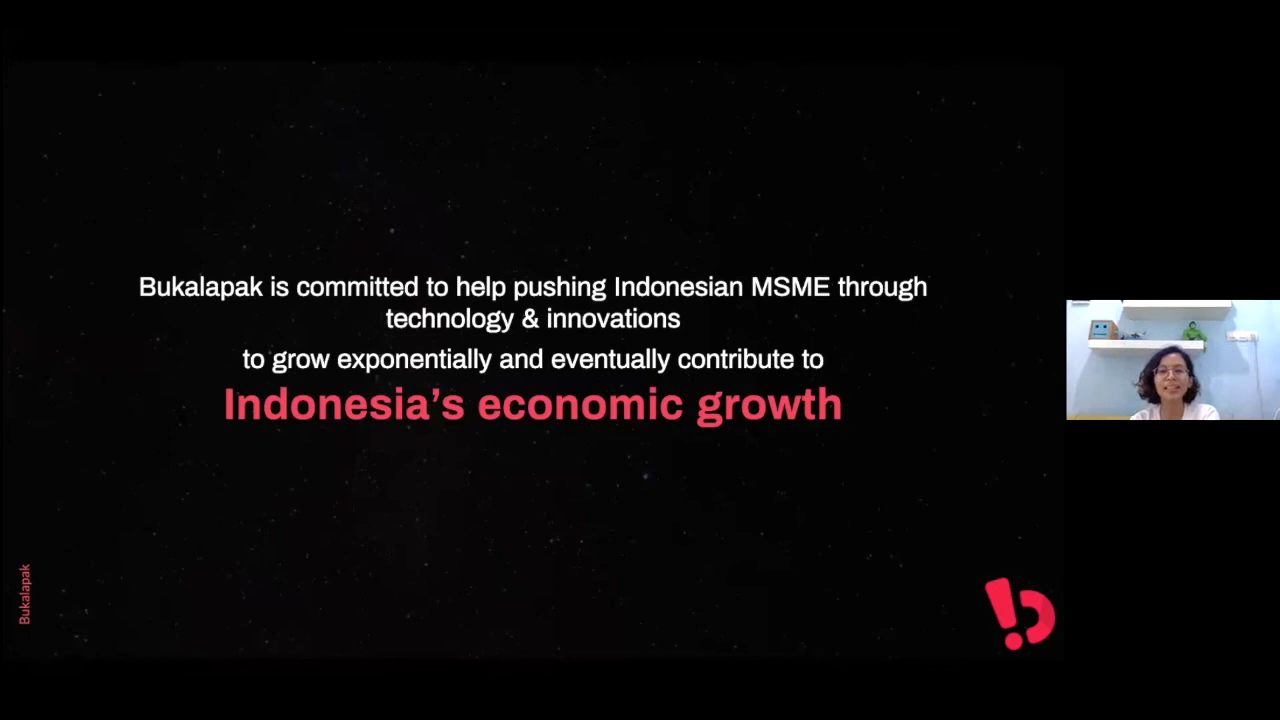 Bukalapak is committed to help pushing Indonesian MSME through
technology & innovations
to grow exponentially and eventually contribute to
Indonesia’s economic growth
Bukalapak